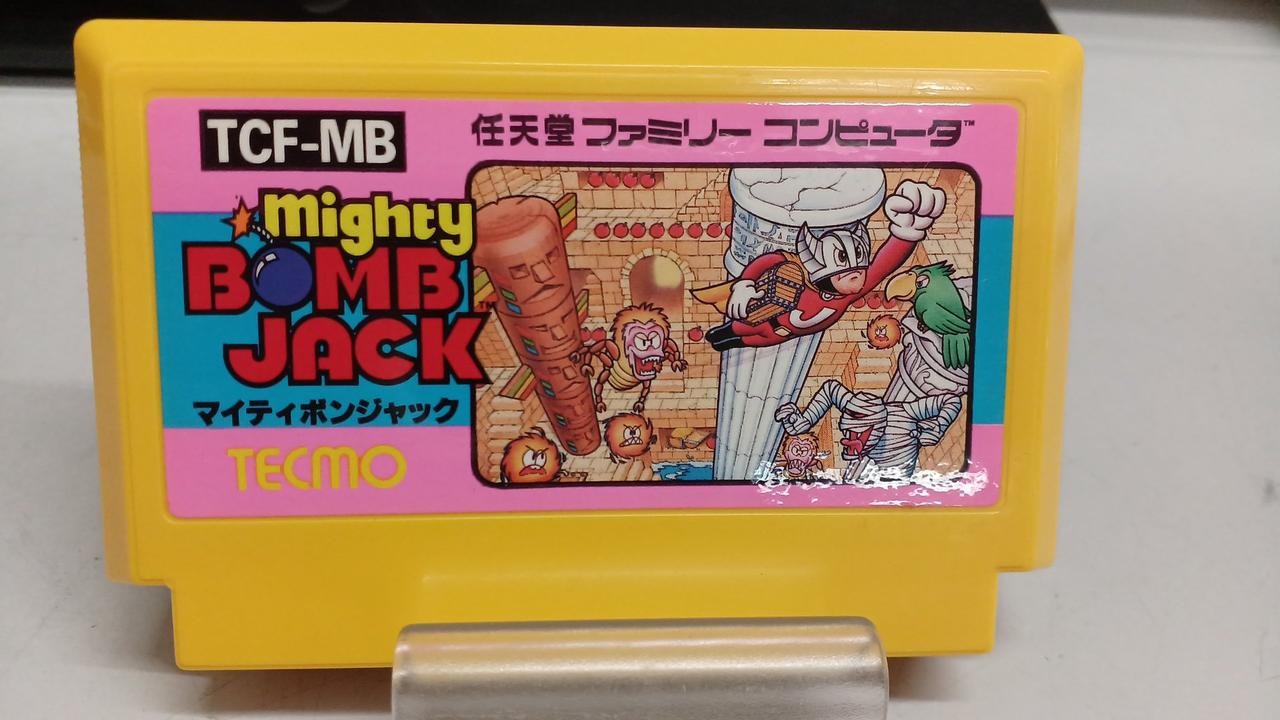 TCF-MB
任天堂 ファミリー コンピュータ™
Mighty
BOMB
JACK™
マイティボンジャック
TECMO